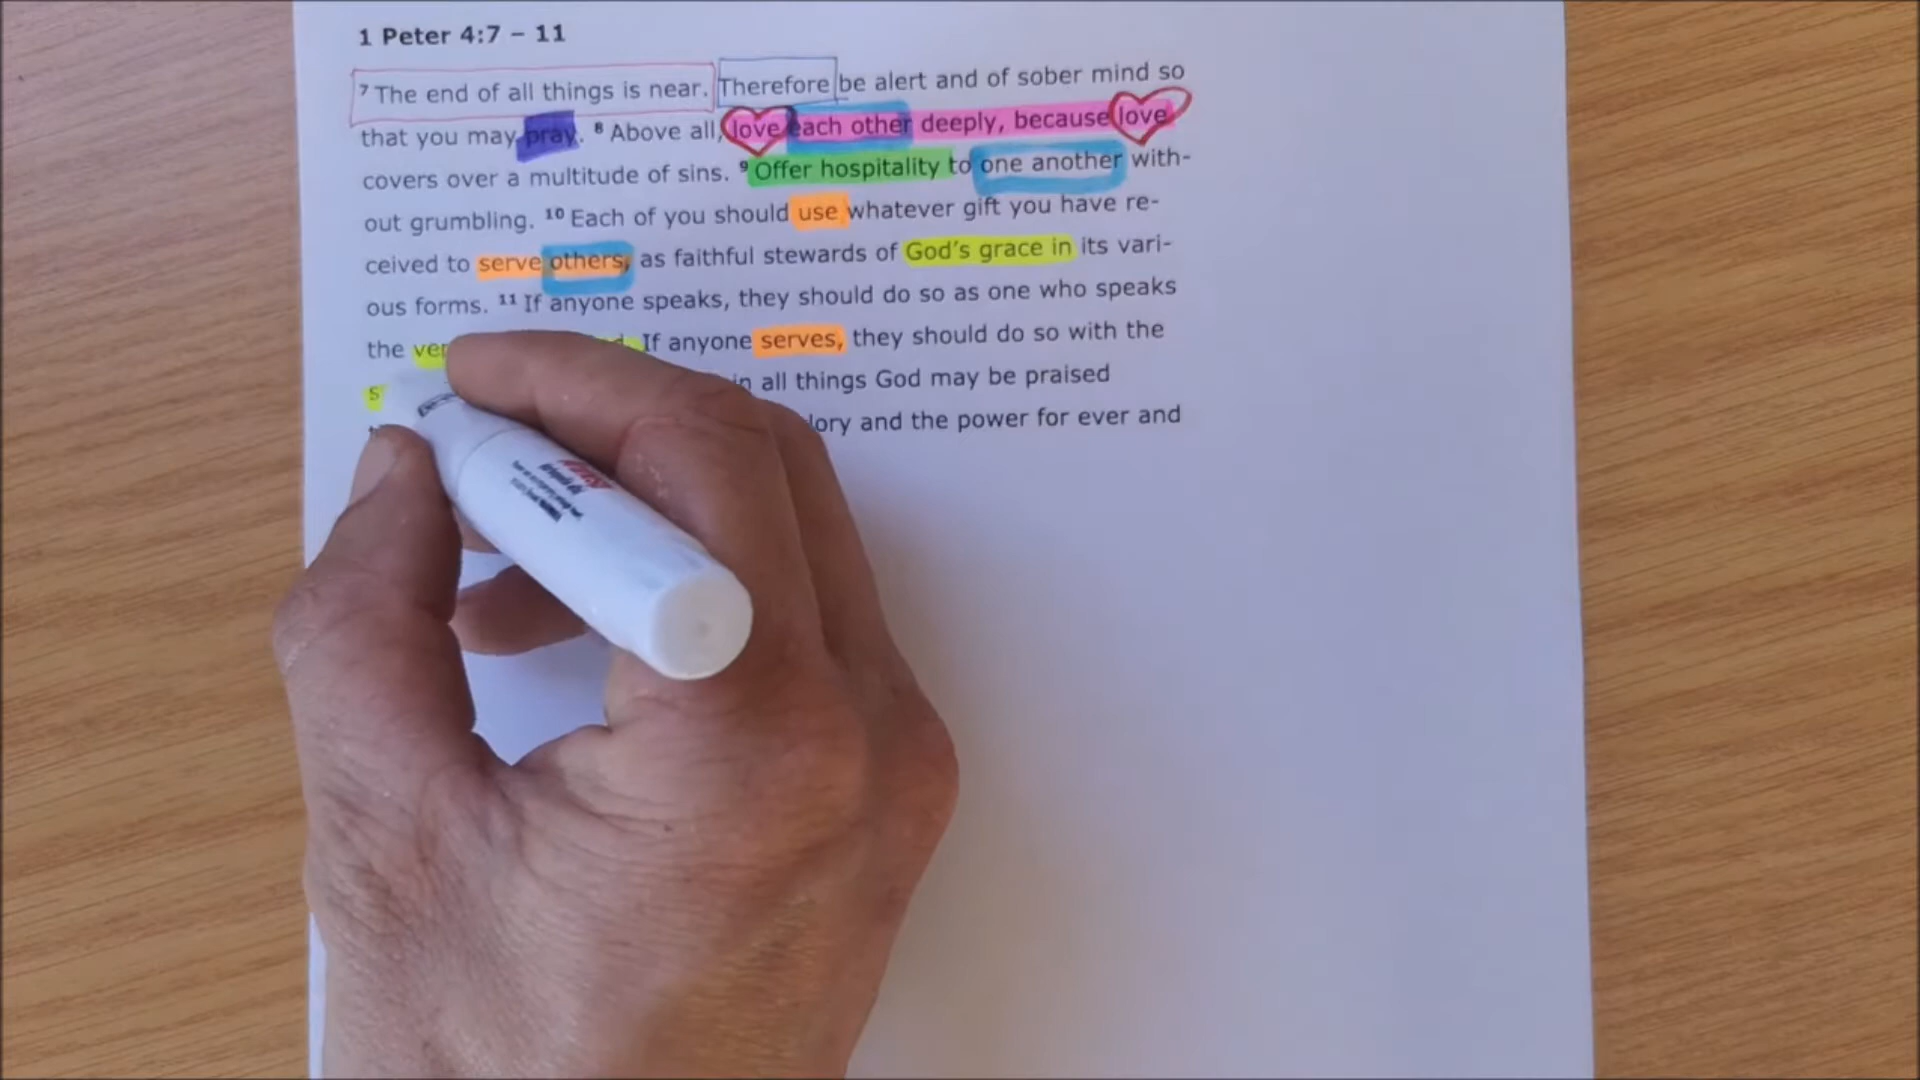 1 Peter 4:7 – 11
⁷ The end of all things is near. Therefore be alert and of sober mind so
that you may pray. ⁸ Above all, love each other deeply, because love
covers over a multitude of sins. ⁹ Offer hospitality to one another with-
out grumbling. ¹⁰ Each of you should use whatever gift you have re-
ceived to serve others, as faithful stewards of God's grace in its vari-
ous forms. ¹¹ If anyone speaks, they should do so as one who speaks
the If anyone serves, they should do so with the
all things God may be praised
and the power for ever and